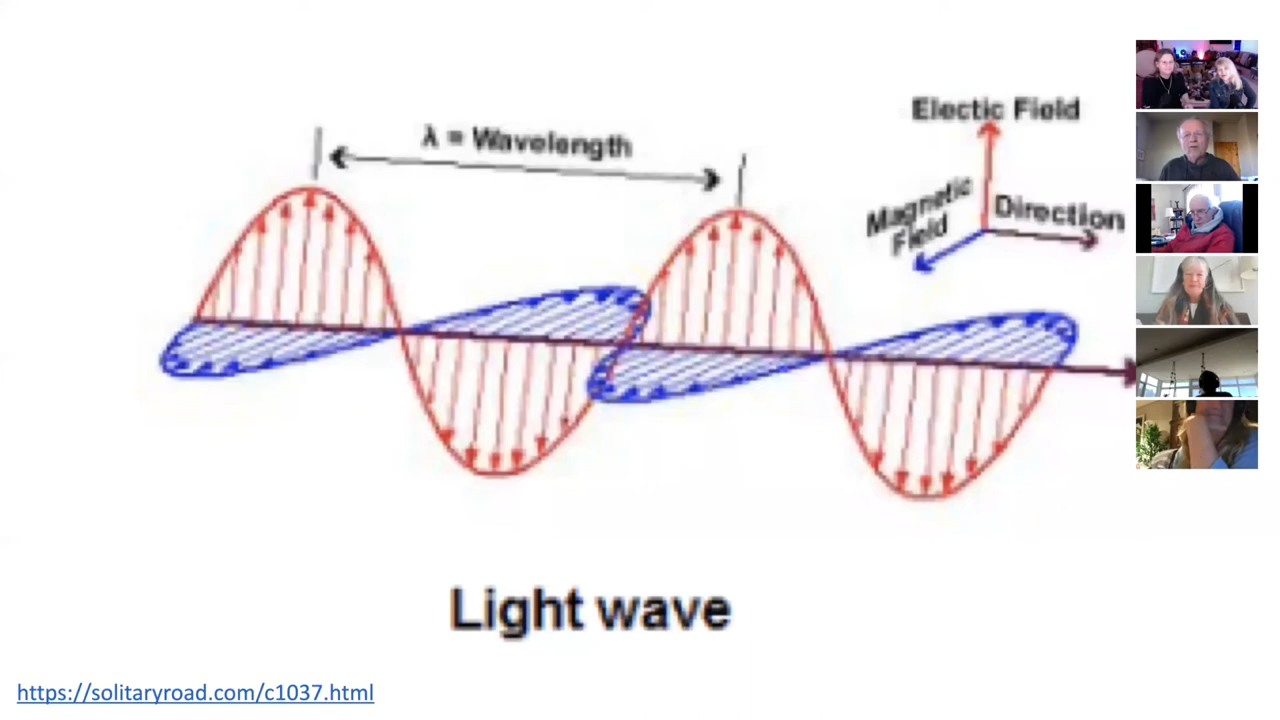 λ = Wavelength
Electic Field
Magnetic
Field
Direction
Light wave
https://solitaryroad.com/c1037.html